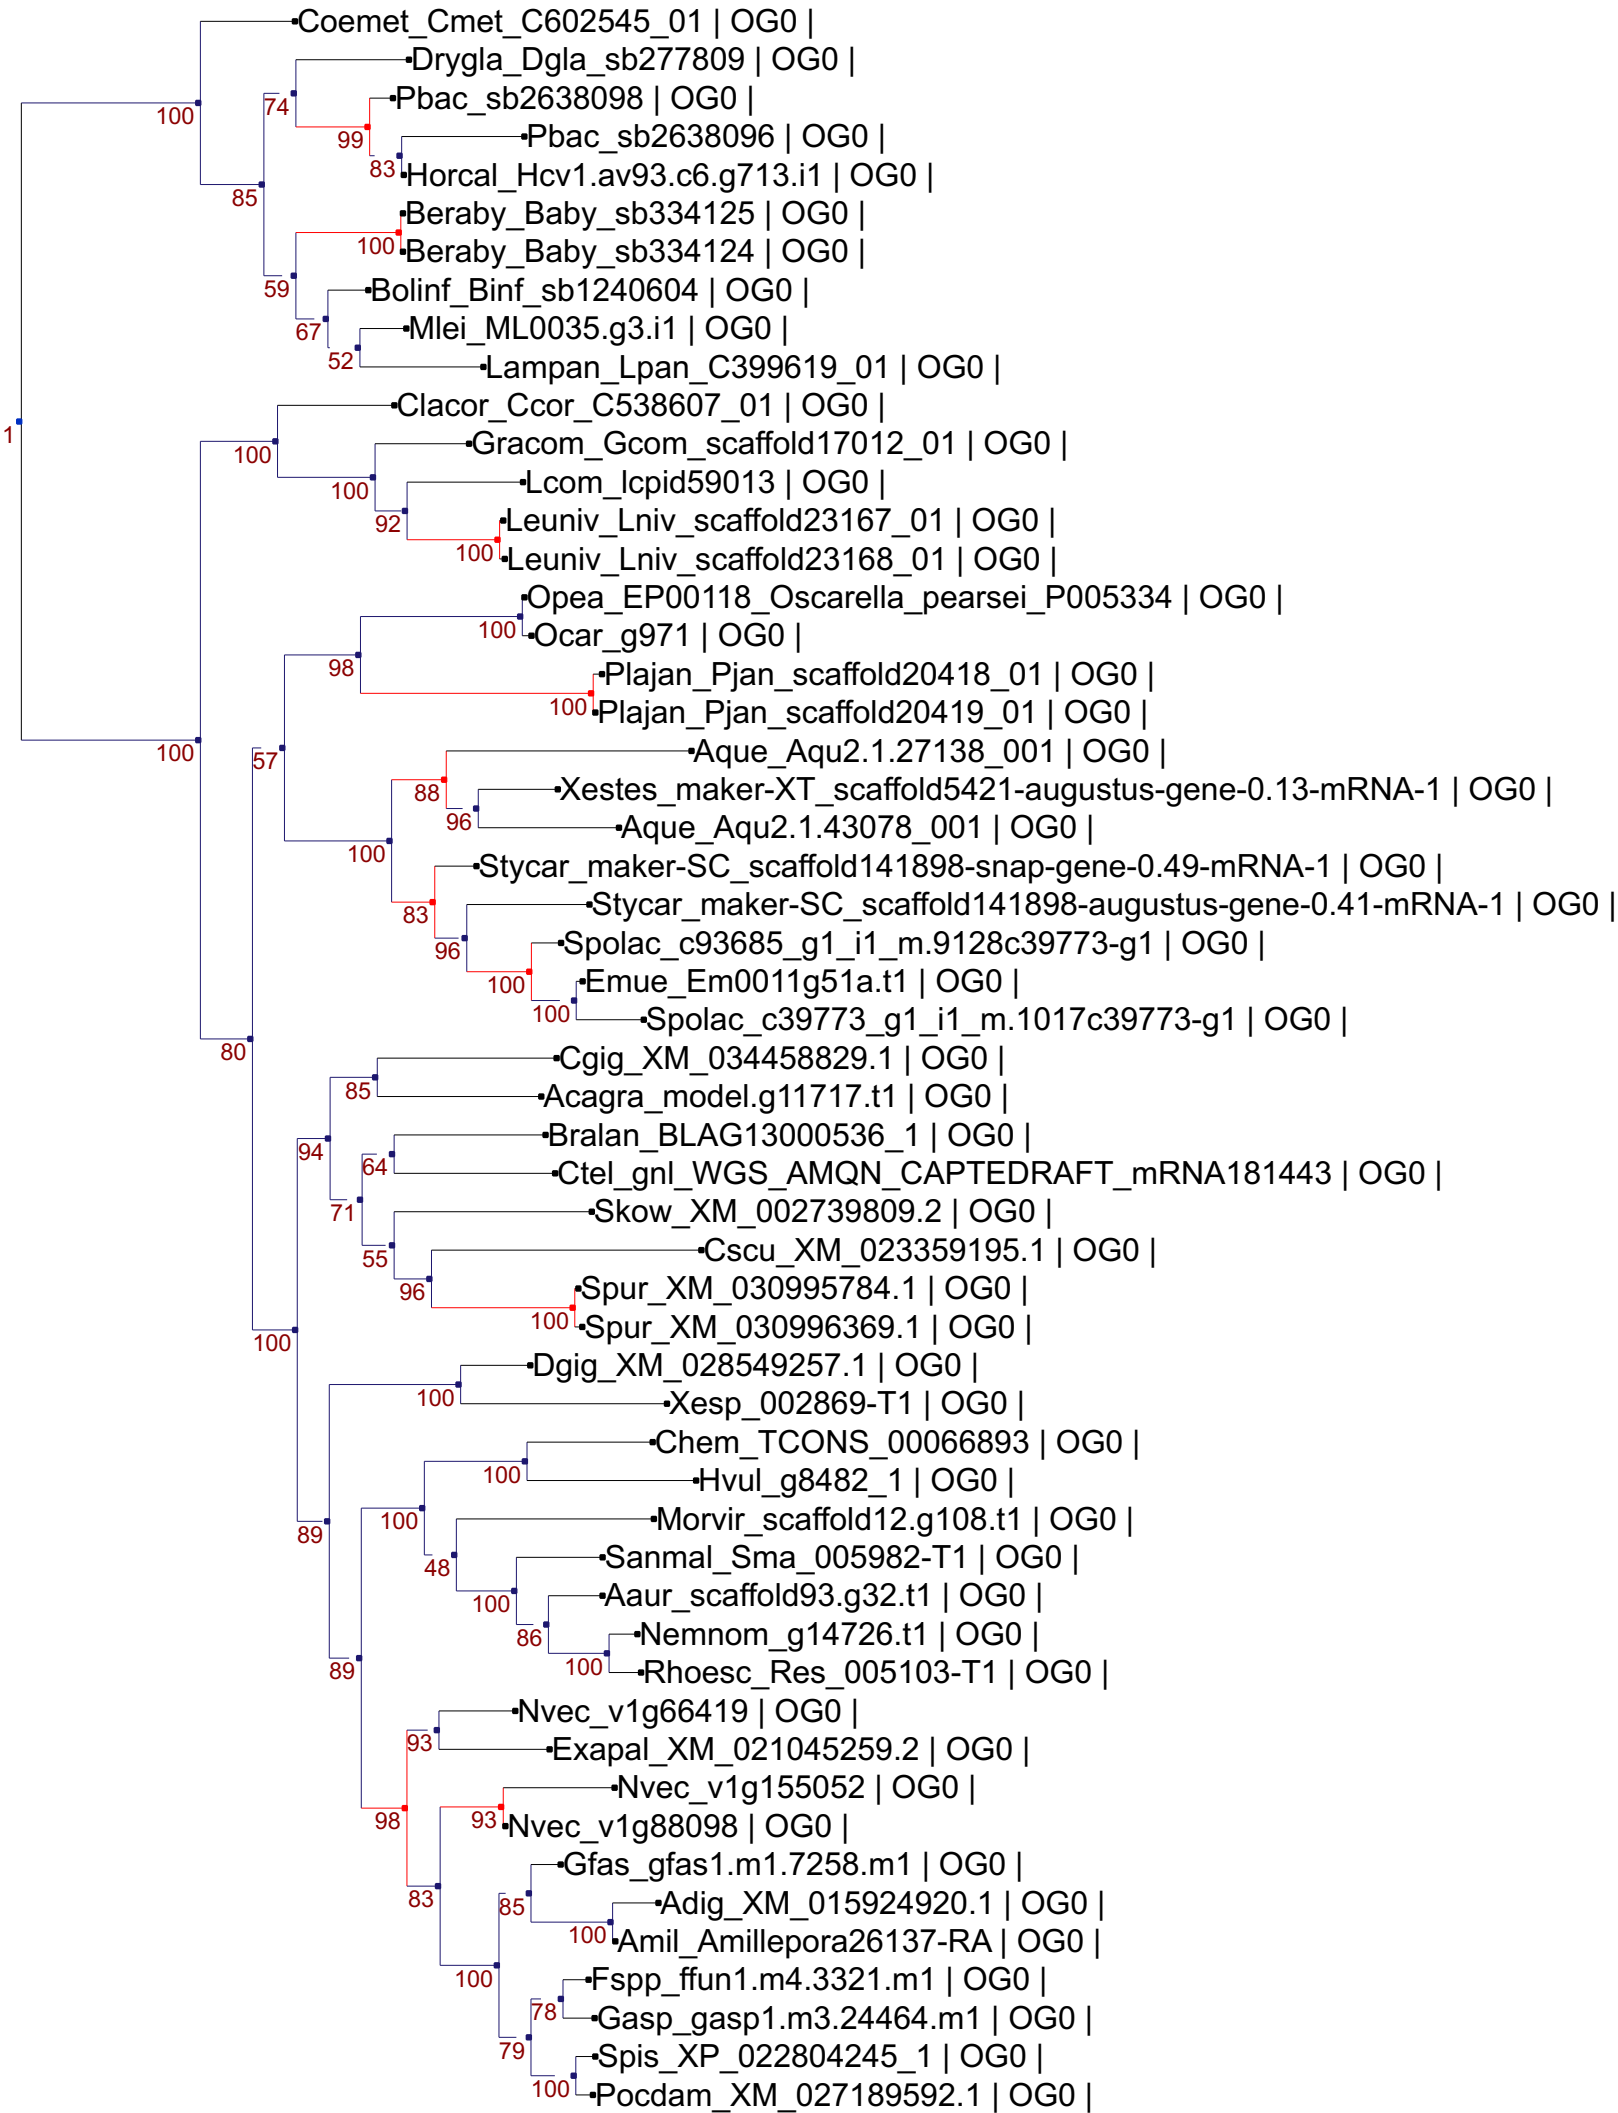 Coemet_Cmet_C602545_01 | OG0 |
Drygla_Dgla_sb277809 | OG0 |
74
Pbac_sb2638098 | OG0 |
100
99
Pbac_sb2638096 | OG0 |
83
Horcal_Hcv1.av93.c6.g713.i1 | OG0 |
85
Beraby_Baby_sb334125 | OG0 |
100
Beraby_Baby_sb334124 | OG0 |
59
Bolinf_Binf_sb1240604 | OG0 |
67
Mlei_ML0035.g3.i1 | OG0 |
52
Lampan_Lpan_C399619_01 | OG0 |
Clacor_Ccor_C538607_01 | OG0 |
1
100
Gracom_Gcom_scaffold17012_01 | OG0 |
100
Lcom_lcpid59013 | OG0 |
92
Leuniv_Lniv_scaffold23167_01 | OG0 |
100
Leuniv_Lniv_scaffold23168_01 | OG0 |
Opea_EP00118_Oscarella_pearsei_P005334 | OG0 |
100
Ocar_g971 | OG0 |
98
Plajan_Pjan_scaffold20418_01 | OG0 |
100
Plajan_Pjan_scaffold20419_01 | OG0 |
100
57
Aque_Aqu2.1.27138_001 | OG0 |
88
Xestes_maker-XT_scaffold5421-augustus-gene-0.13-mRNA-1 | OG0 |
96
Aque_Aqu2.1.43078_001 | OG0 |
100
Stycar_maker-SC_scaffold141898-snap-gene-0.49-mRNA-1 | OG0 |
83
Stycar_maker-SC_scaffold141898-augustus-gene-0.41-mRNA-1 | OG0 |
96
Spolac_c93685_g1_i1_m.9128c39773-g1 | OG0 |
100
Emue_Em0011g51a.t1 | OG0 |
100
Spolac_c39773_g1_i1_m.1017c39773-g1 | OG0 |
80
Cgig_XM_034458829.1 | OG0 |
85
Acagra_model.g11717.t1 | OG0 |
94
Bralan_BLAG13000536_1 | OG0 |
64
Ctel_gnl_WGS_AMQN_CAPTEDRAFT_mRNA181443 | OG0 |
71
Skow_XM_002739809.2 | OG0 |
55
Cscu_XM_023359195.1 | OG0 |
96
Spur_XM_030995784.1 | OG0 |
100
Spur_XM_030996369.1 | OG0 |
100
Dgig_XM_028549257.1 | OG0 |
100
Xesp_002869-T1 | OG0 |
Chem_TCONS_00066893 | OG0 |
100
Hvul_g8482_1 | OG0 |
100
Morvir_scaffold12.g108.t1 | OG0 |
89
48
Sanmal_Sma_005982-T1 | OG0 |
100
Aaur_scaffold93.g32.t1 | OG0 |
86
Nemnom_g14726.t1 | OG0 |
100
Rhoesc_Res_005103-T1 | OG0 |
89
Nvec_v1g66419 | OG0 |
93
Exapal_XM_021045259.2 | OG0 |
Nvec_v1g155052 | OG0 |
98
93
Nvec_v1g88098 | OG0 |
Gfas_gfas1.m1.7258.m1 | OG0 |
83
85
Adig_XM_015924920.1 | OG0 |
100
Amil_Amillepora26137-RA | OG0 |
100
Fspp_ffun1.m4.3321.m1 | OG0 |
78
Gasp_gasp1.m3.24464.m1 | OG0 |
79
Spis_XP_022804245_1 | OG0 |
100
Pocdam_XM_027189592.1 | OG0 |